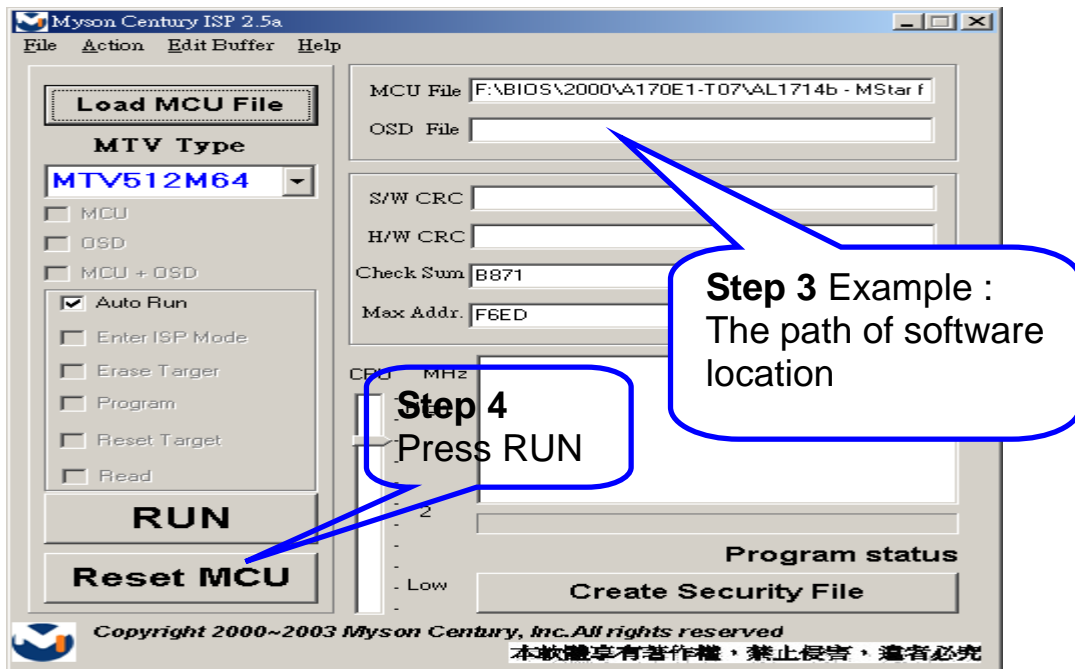 Myson Century ISP 2.5a
File Action Edit Buffer Help
Load MCU File
MTV Type
MTV512M64
MCU
OSD
MCU + OSD
Auto Run
Enter ISP Mode
Erase Targer
Program
Reset Target
Read
RUN
Reset MCU
MCU File F:\BIOS\2000\A170E1-T07\AL1714b - MStar f
OSD File
S/W CRC
H/W CRC
Check Sum B871
Max Addr. F6ED
CPU MHz
2
Low
Step 3 Example :
The path of software
location
Step 4
Press RUN
Program status
Create Security File
Copyright 2000~2003 Myson Century, Inc.All rights reserved
本軟體享有著作權，禁止侵害，違者必究